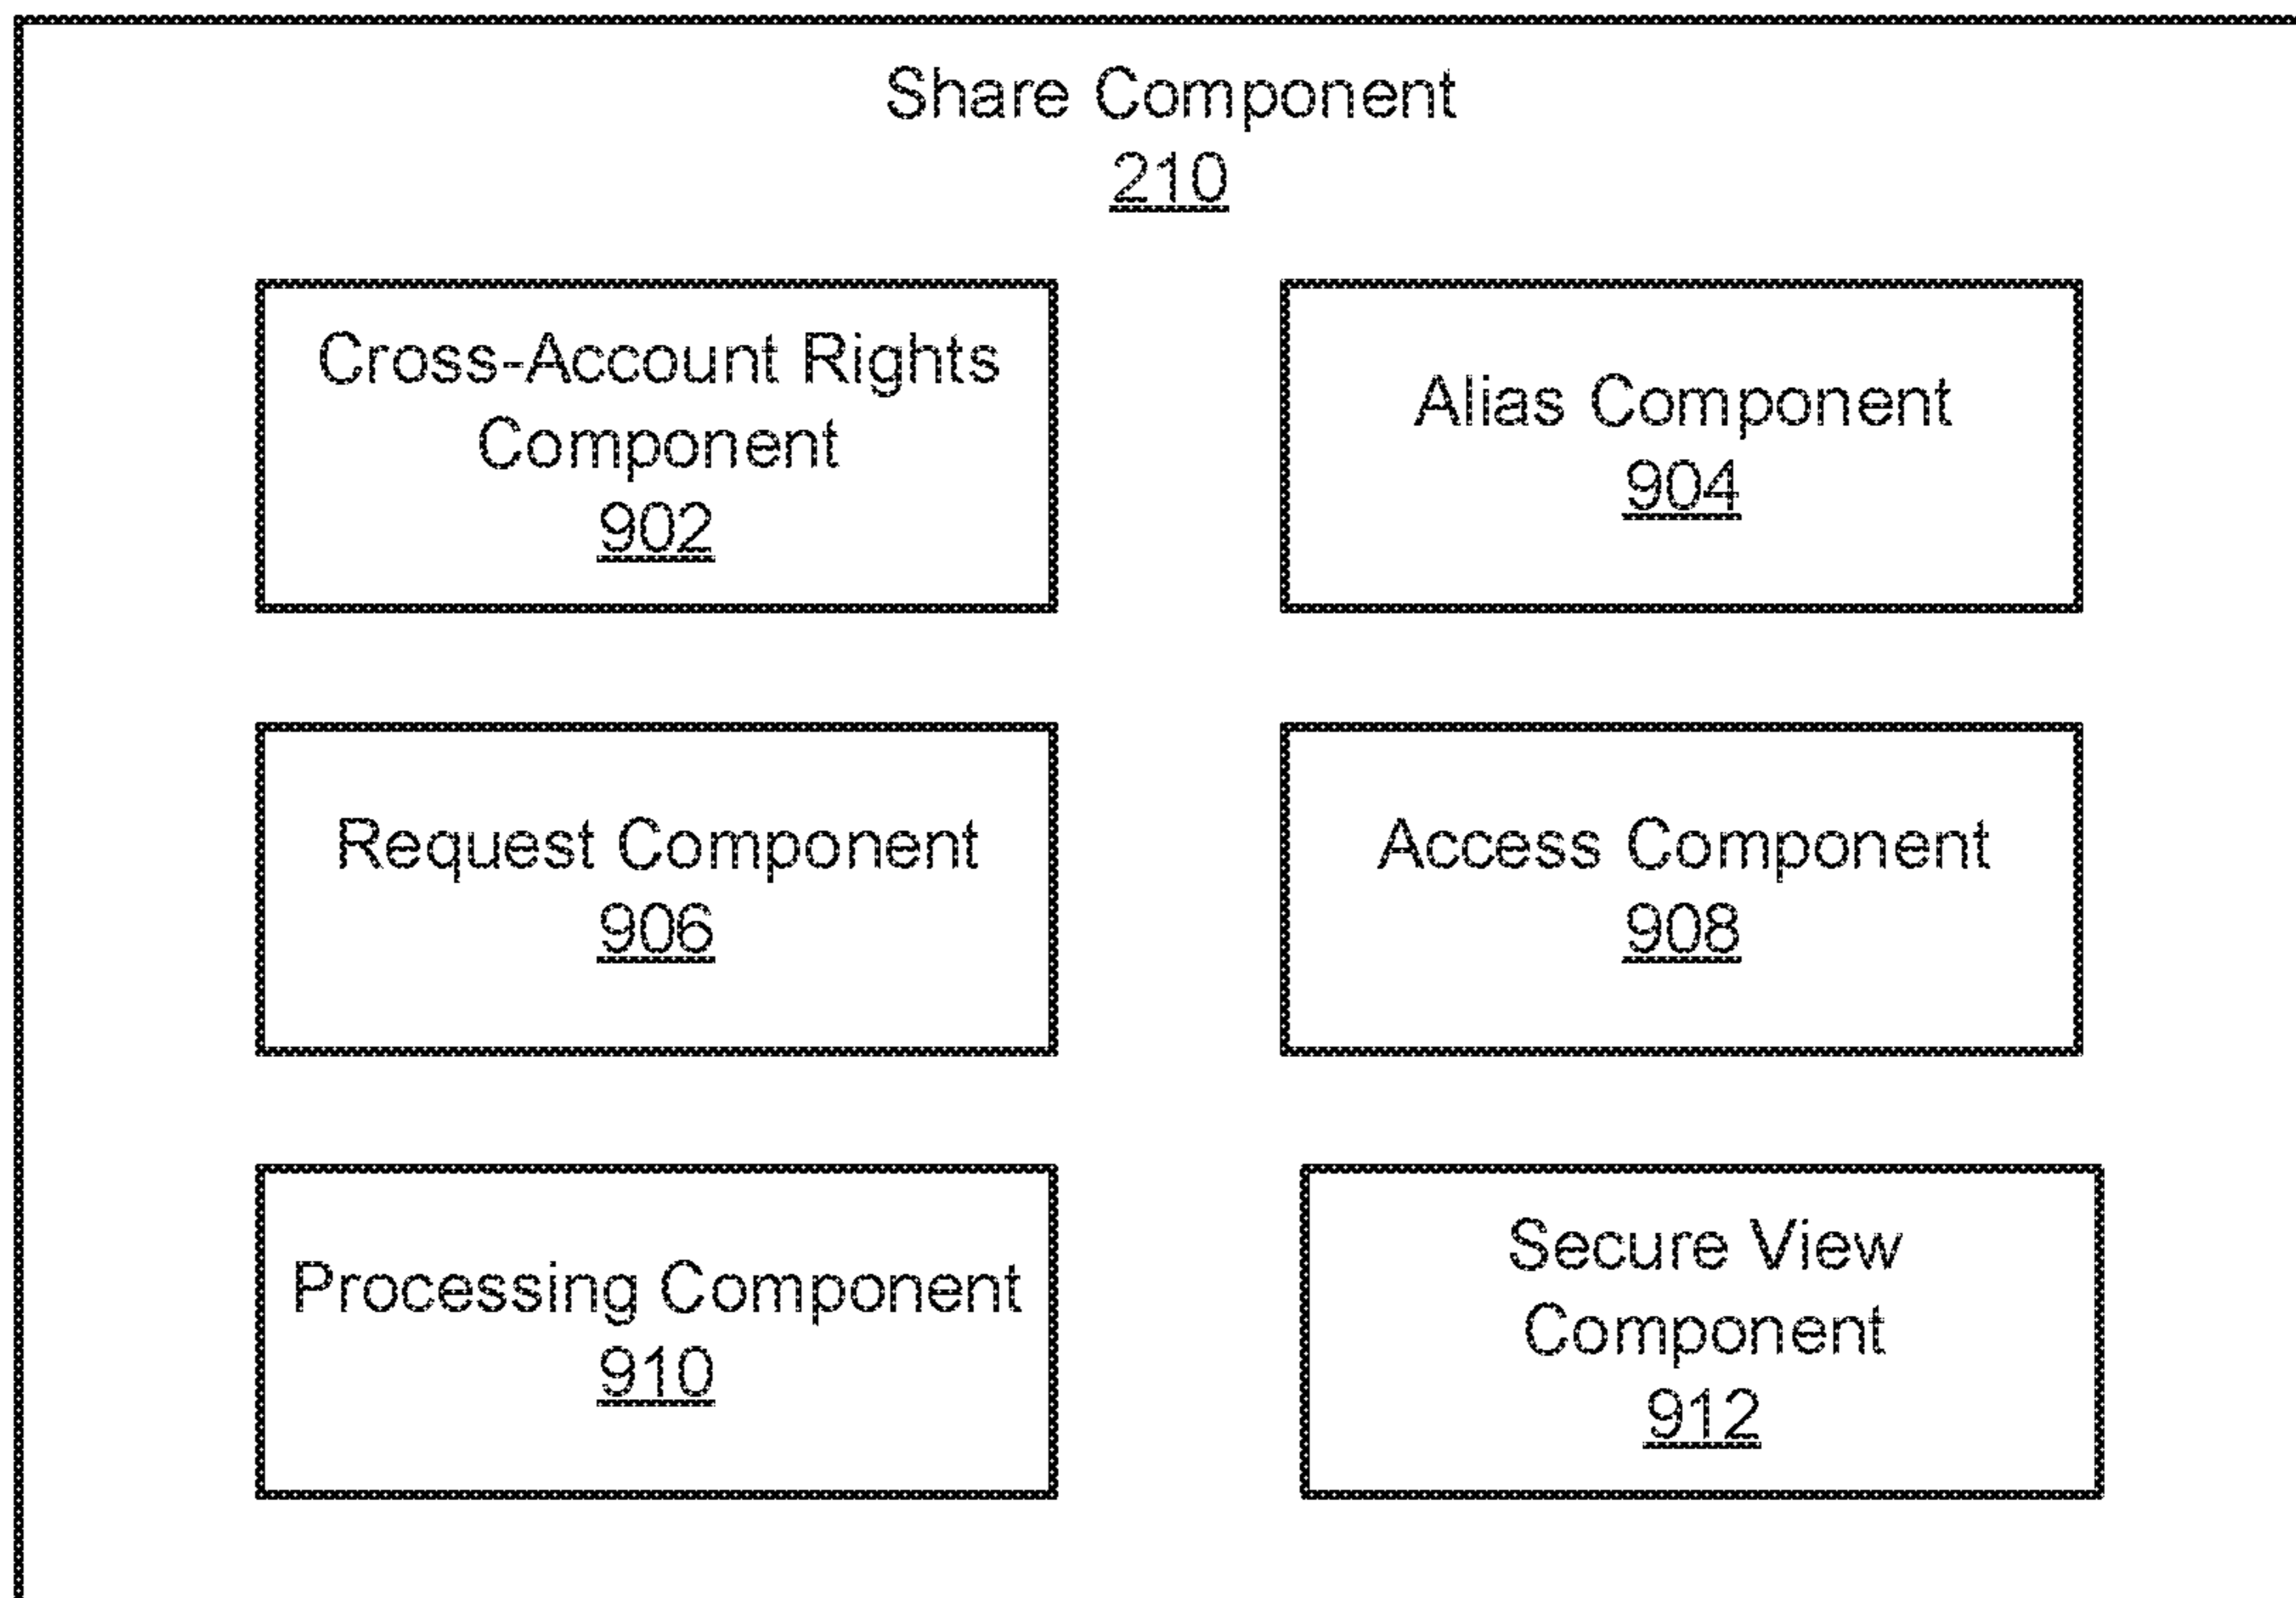 Share Component
210
Cross-Account Rights
Component
902
Alias Component
904
Request Component
906
Access Component
908
Processing Component
910
Secure View
Component
912